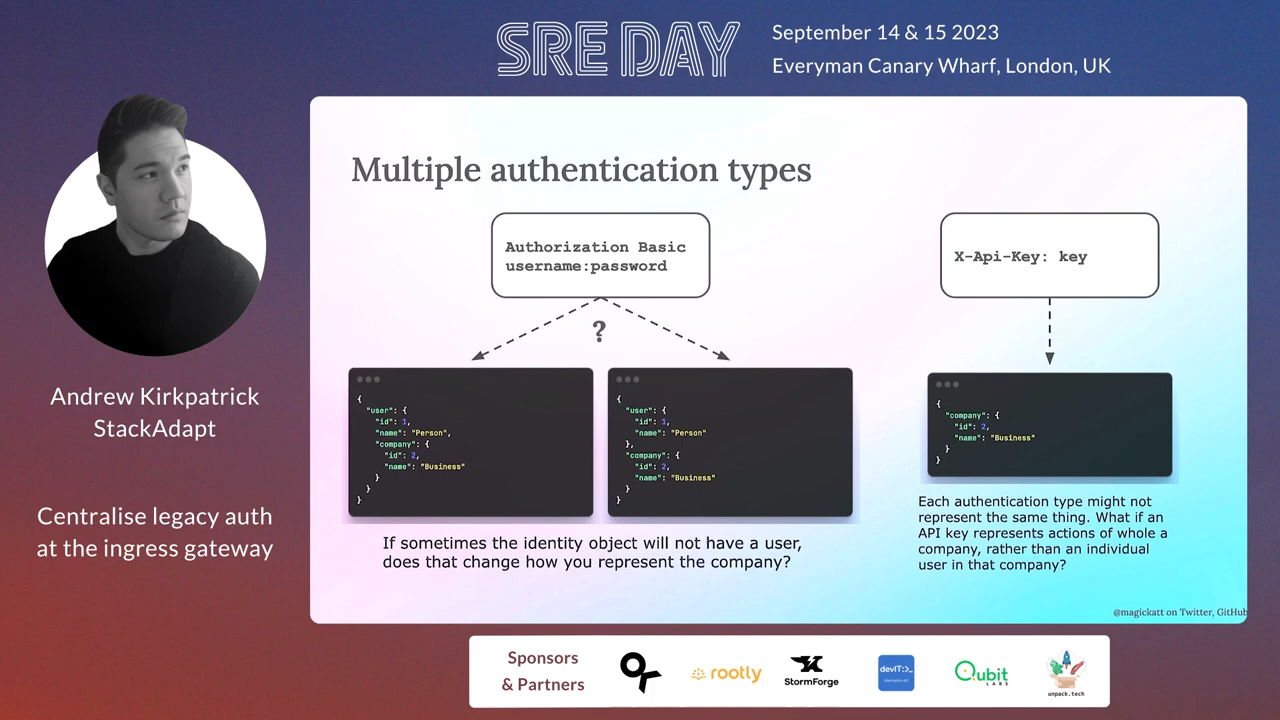 SRE DAY
September 14 & 15 2023
Everyman Canary Wharf, London, UK
Andrew Kirkpatrick
StackAdapt
Centralise legacy auth
at the ingress gateway
Multiple authentication types
Authorization Basic
username:password
?
{
"user": {
"id": 1,
"name": "Person",
"company": {
"id": 2,
"name": "Business"
}
}
}
{
"user": {
"id": 1,
"name": "Person"
},
"company": {
"id": 2,
"name": "Business"
}
}
If sometimes the identity object will not have a user,
does that change how you represent the company?
X-Api-Key: key
{
"company": {
"id": 2,
"name": "Business"
}
}
Each authentication type might not
represent the same thing. What if an
API key represents actions of whole a
company, rather than an individual
user in that company?
@magickatt on Twitter, GitHub
Sponsors
& Partners
rootly
StormForge
devIT:>_
Qubit
LABS
unpack.tech